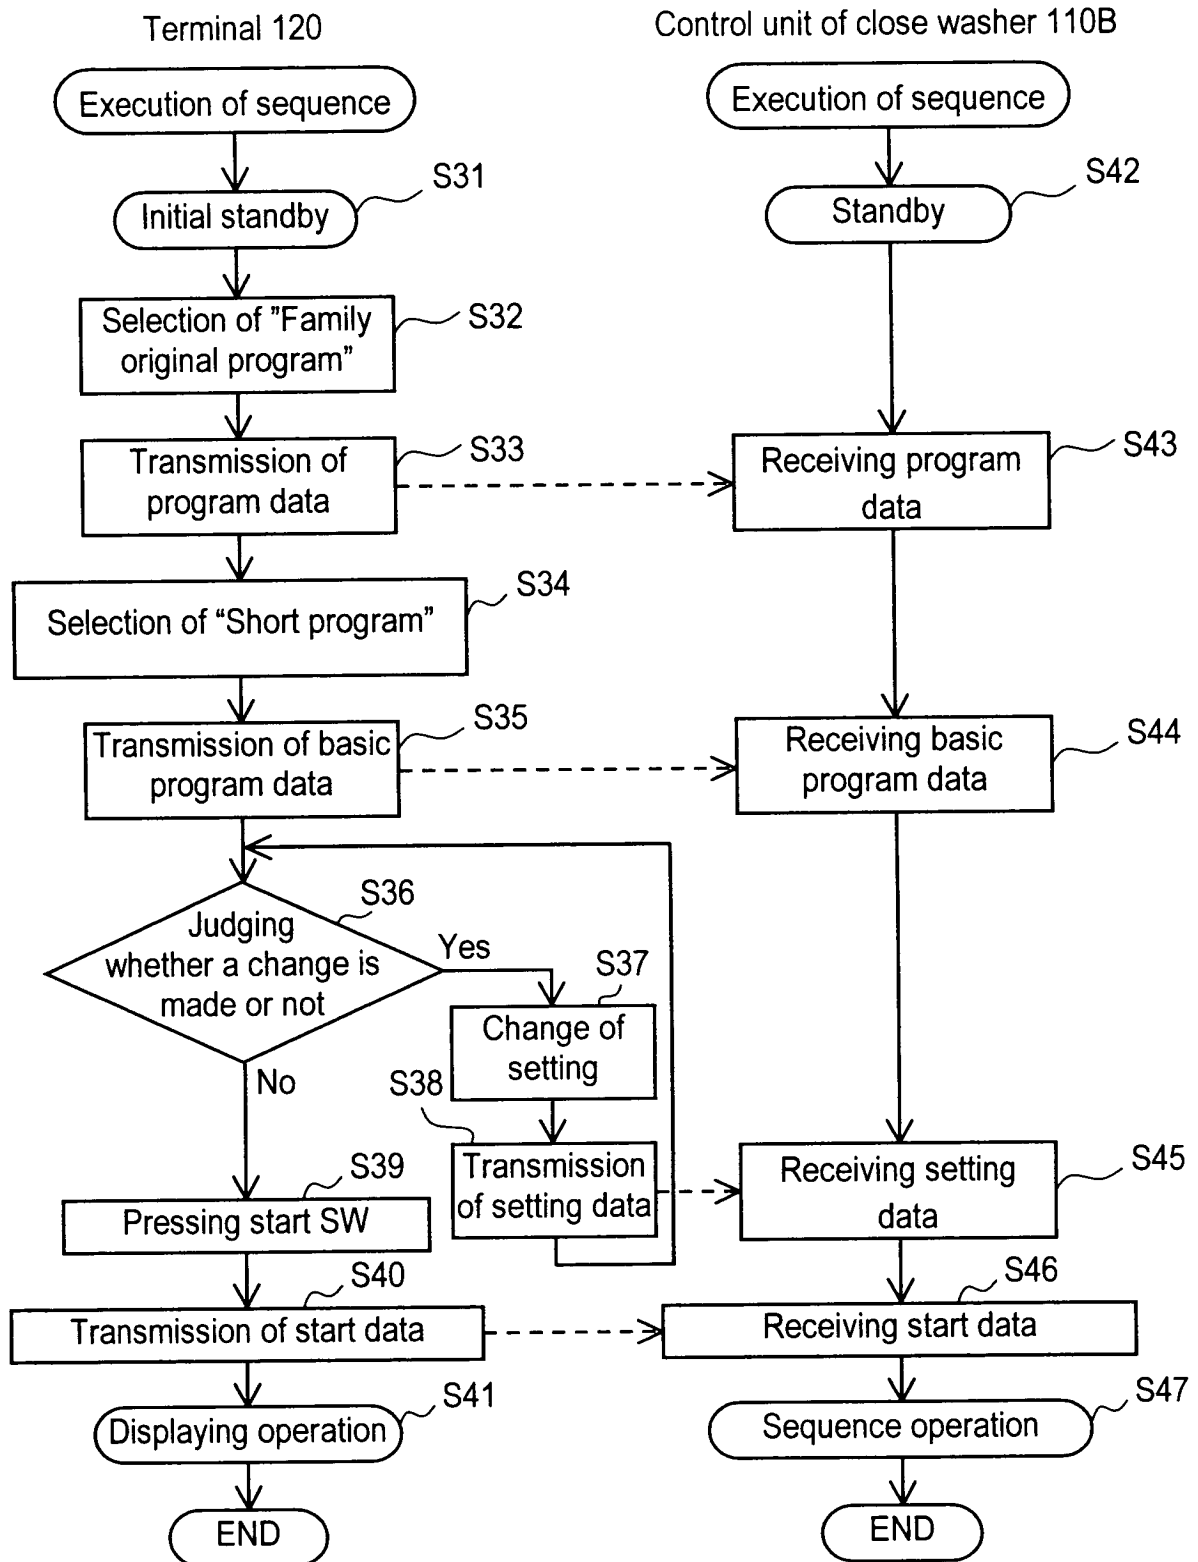 Terminal 120
Execution of sequence
S31
Initial standby
Selection of ”Family
original program”
S32
Transmission of
program data
S33
S34
Selection of “Short program”
S35
Transmission of basic
program data
S36
Judging
whether a change is
made or not
Yes
No
S37
Change of
setting
S38
Transmission
of setting data
S39
Pressing start SW
S40
Transmission of start data
S41
Displaying operation
END
Control unit of close washer 110B
Execution of sequence
S42
Standby
S43
Receiving program
data
S44
Receiving basic
program data
S45
Receiving setting
data
S46
Receiving start data
S47
Sequence operation
END